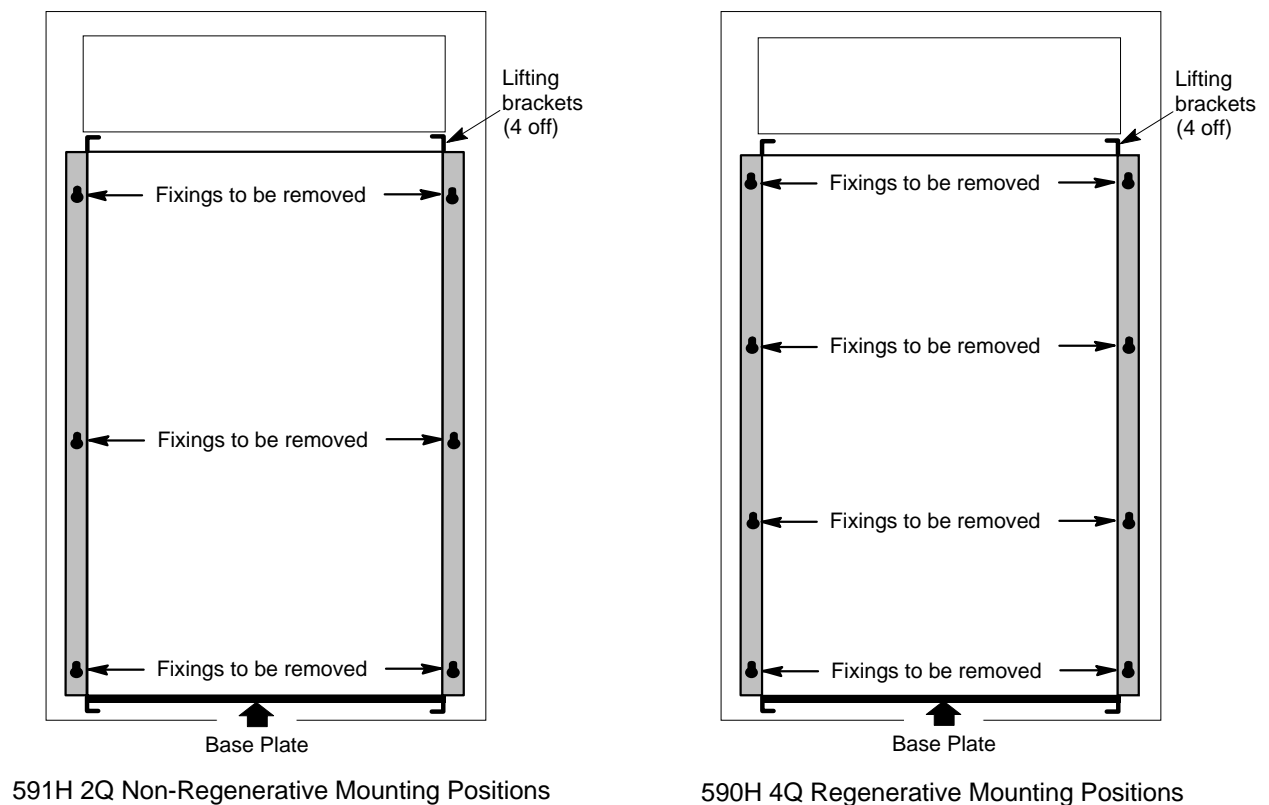 Lifting
brackets
(4 off)
Fixings to be removed
Fixings to be removed
Fixings to be removed
Base Plate
591H 2Q Non-Regenerative Mounting Positions
Lifting
brackets
(4 off)
Fixings to be removed
Fixings to be removed
Fixings to be removed
Fixings to be removed
Base Plate
590H 4Q Regenerative Mounting Positions